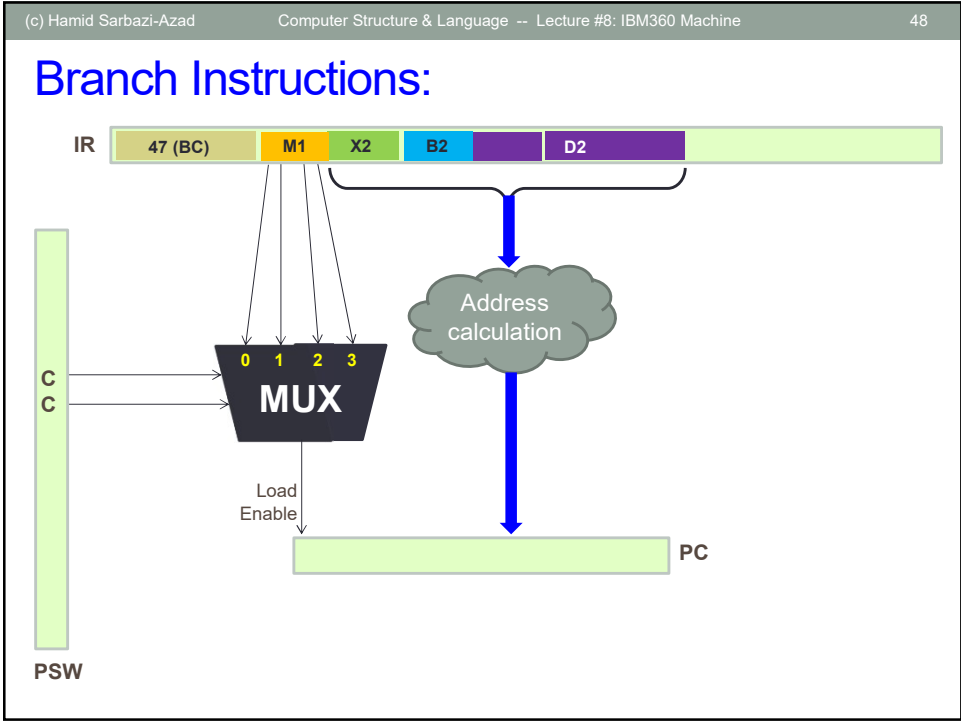 (c) Hamid Sarbazi-Azad Computer Structure & Language -- Lecture #8: IBM360 Machine 48
Branch Instructions:
IR 47 (BC) M1 X2 B2 D2
Address
calculation
0 1 2 3
MUX
C
C
Load
Enable
PC
PSW